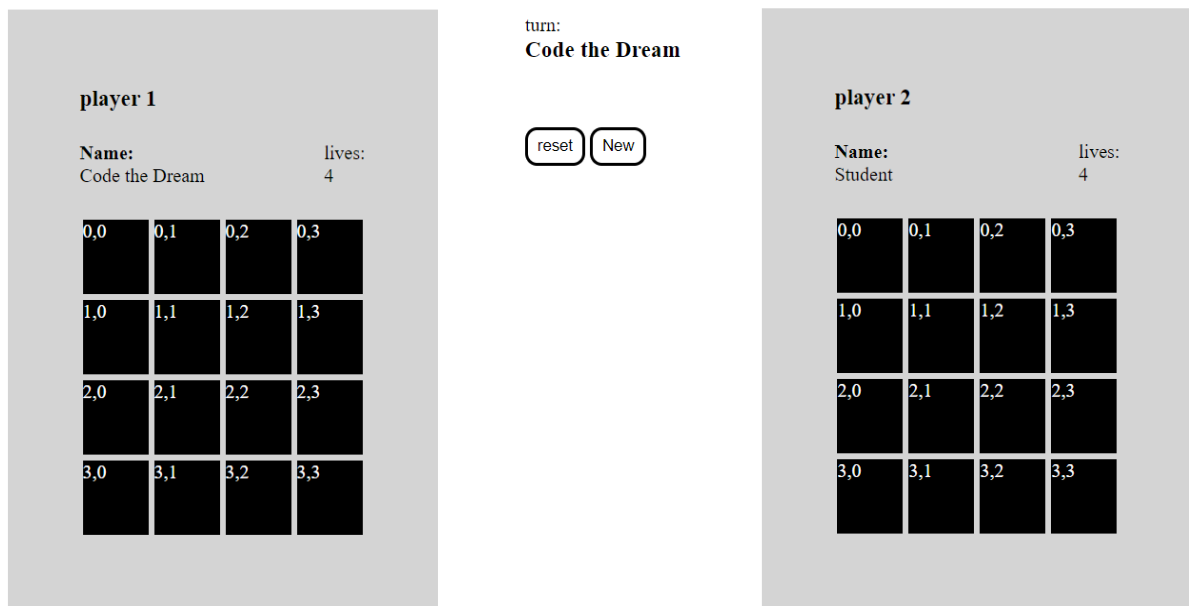 player 1
Name: lives:
Code the Dream 4
0,0 0,1 0,2 0,3
1,0 1,1 1,2 1,3
2,0 2,1 2,2 2,3
3,0 3,1 3,2 3,3
turn:
Code the Dream
reset New
player 2
Name: lives:
Student 4
0,0 0,1 0,2 0,3
1,0 1,1 1,2 1,3
2,0 2,1 2,2 2,3
3,0 3,1 3,2 3,3